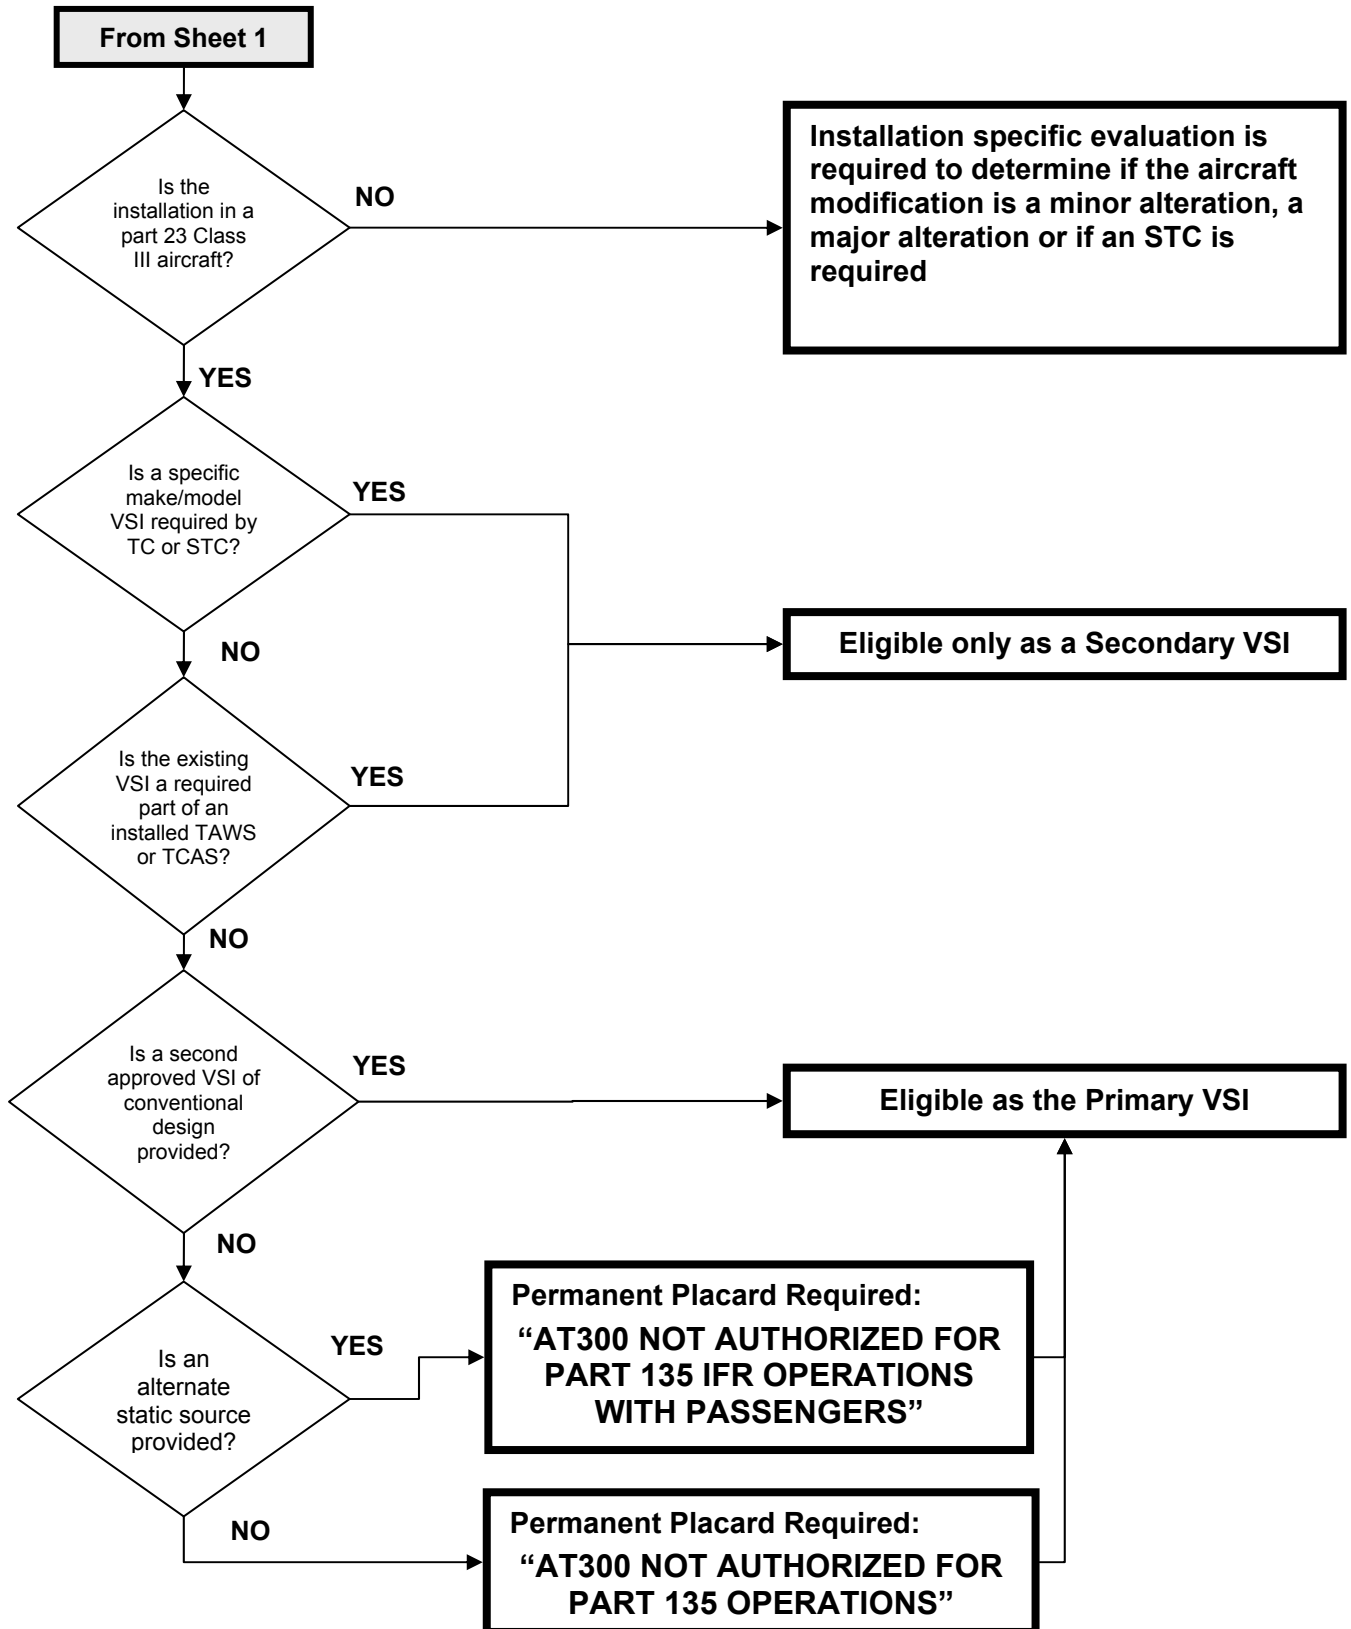 From Sheet 1
Is the
installation in a
part 23 Class
III aircraft?
NO
Installation specific evaluation is
required to determine if the aircraft
modification is a minor alteration, a
major alteration or if an STC is
required
YES
Is a specific
make/model
VSI required by
TC or STC?
YES
NO
Eligible only as a Secondary VSI
Is the existing
VSI a required
part of an
installed TAWS
or TCAS?
YES
NO
Is a second
approved VSI of
conventional
design
provided?
YES
Eligible as the Primary VSI
NO
Is an
alternate
static source
provided?
YES
Permanent Placard Required:
“AT300 NOT AUTHORIZED FOR
PART 135 IFR OPERATIONS
WITH PASSENGERS”
NO
Permanent Placard Required:
“AT300 NOT AUTHORIZED FOR
PART 135 OPERATIONS”